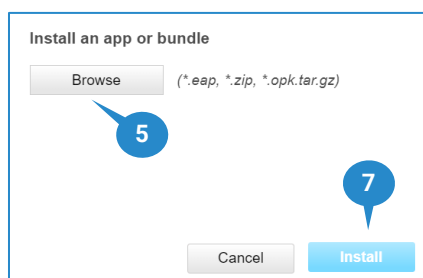 Install an app or bundle
Browse (*.eap, *.zip, *.opk.tar.gz)
5
7
Cancel Install